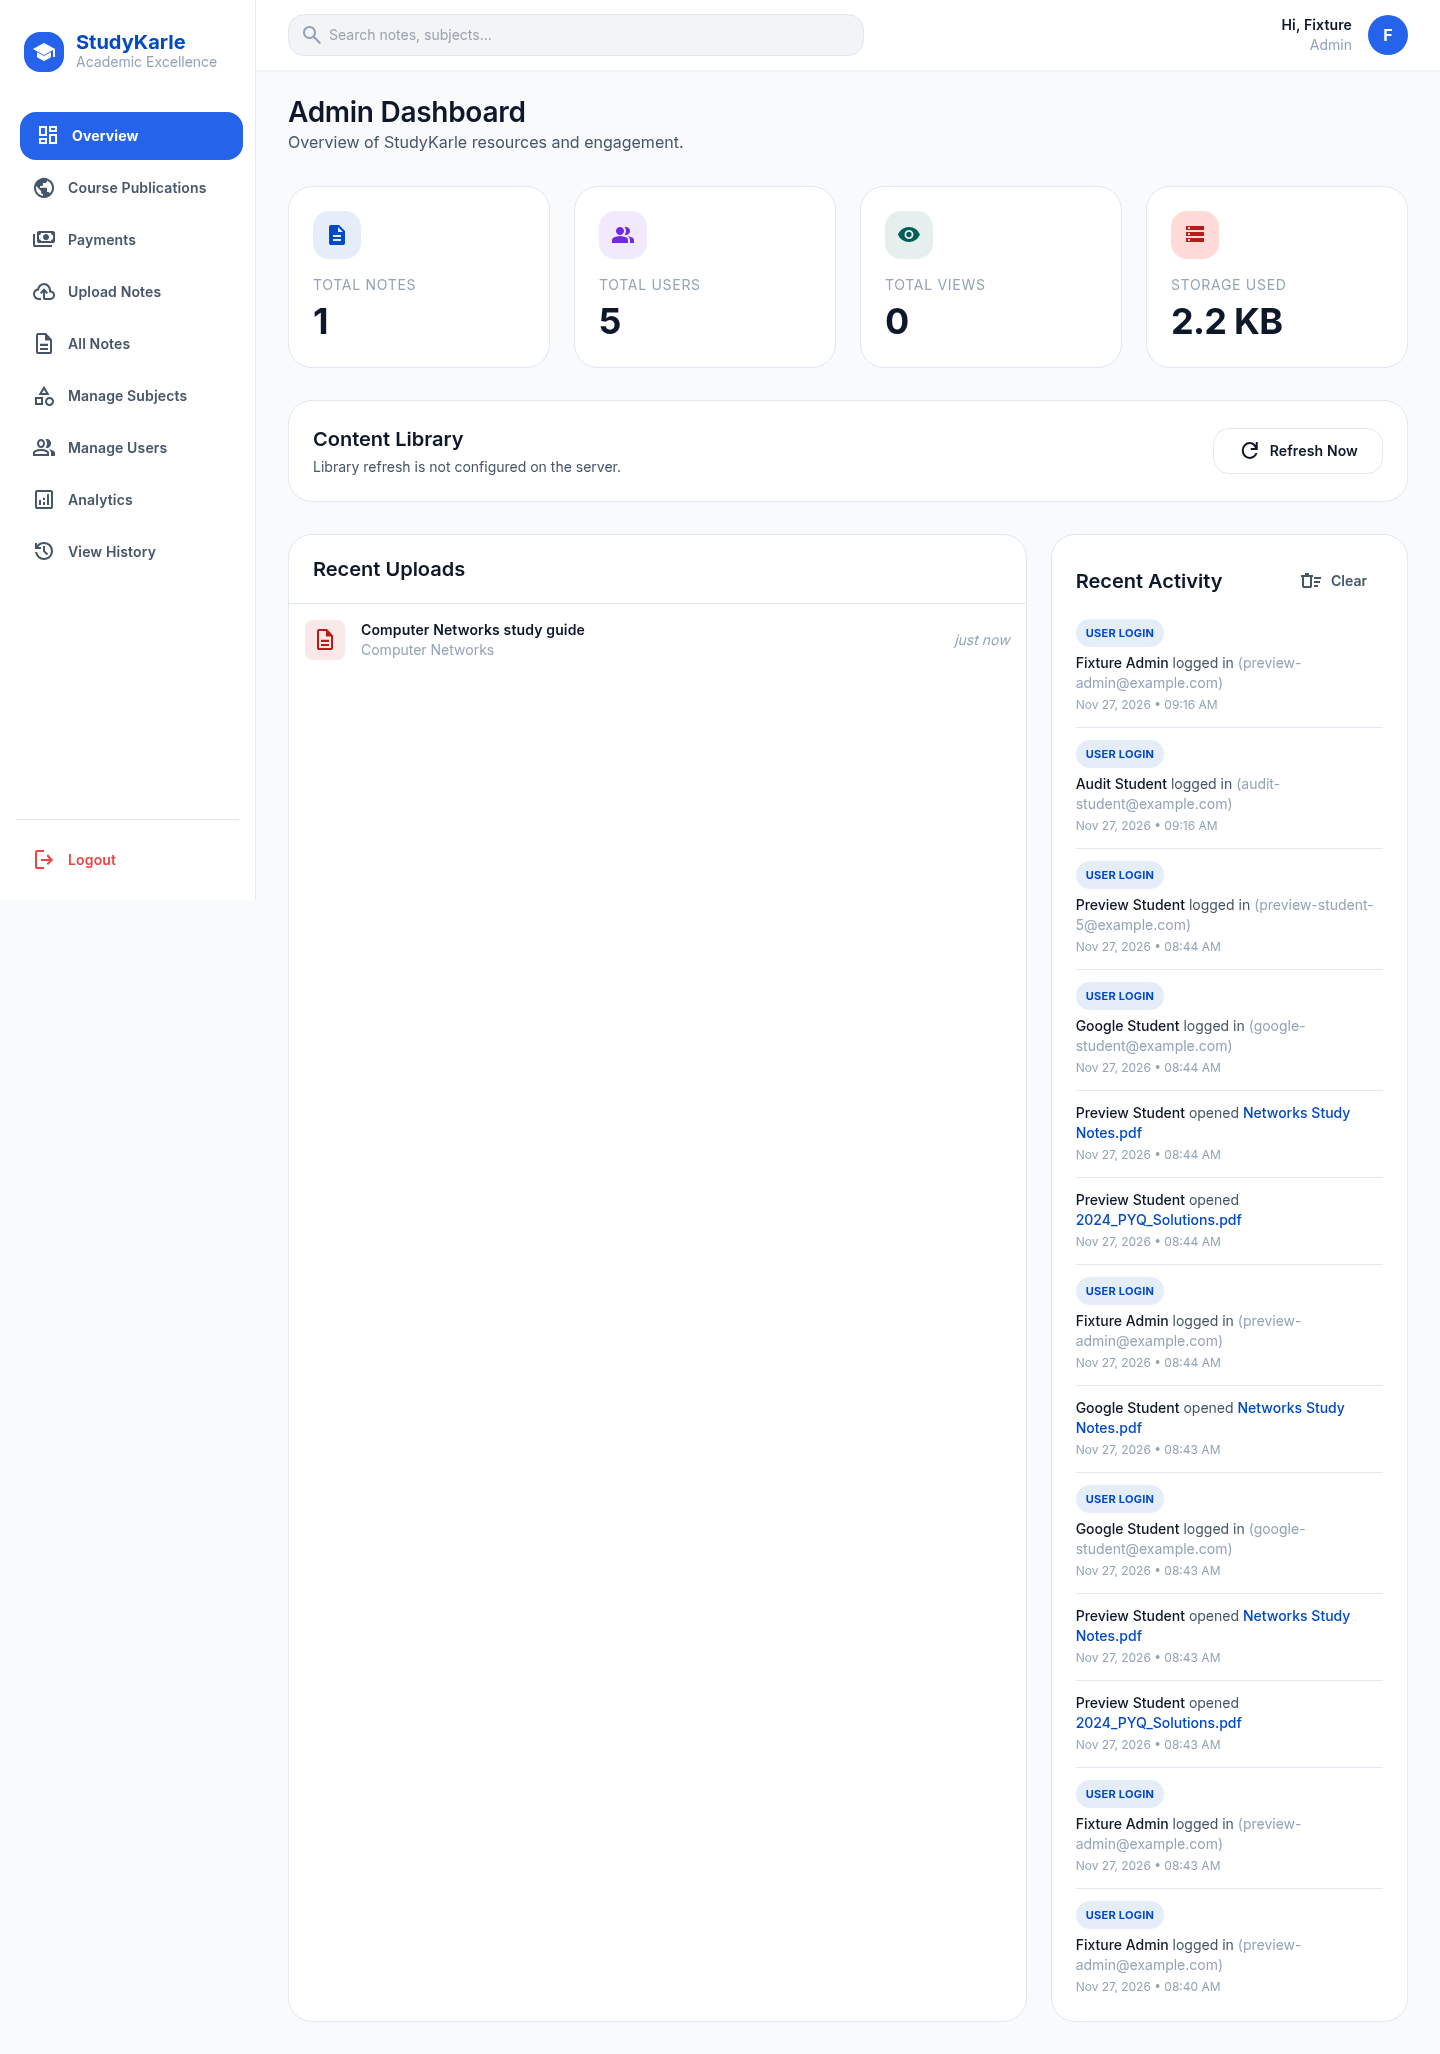 StudyKarle
Academic Excellence
Overview
Course Publications
Payments
Upload Notes
All Notes
Manage Subjects
Manage Users
Analytics
View History
Logout
Search notes, subjects...
Hi, Fixture
Admin
F
Admin Dashboard
Overview of StudyKarle resources and engagement.
TOTAL NOTES
1
TOTAL USERS
5
TOTAL VIEWS
0
STORAGE USED
2.2 KB
Content Library
Library refresh is not configured on the server.
Refresh Now
Recent Uploads
Computer Networks study guide
Computer Networks
just now
Recent Activity
Clear
USER LOGIN
Fixture Admin logged in (preview-
admin@example.com)
Nov 27, 2026 • 09:16 AM
USER LOGIN
Audit Student logged in (audit-
student@example.com)
Nov 27, 2026 • 09:16 AM
USER LOGIN
Preview Student logged in (preview-student-
5@example.com)
Nov 27, 2026 • 08:44 AM
USER LOGIN
Google Student logged in (google-
student@example.com)
Nov 27, 2026 • 08:44 AM
Preview Student opened Networks Study
Notes.pdf
Nov 27, 2026 • 08:44 AM
Preview Student opened
2024_PYQ_Solutions.pdf
Nov 27, 2026 • 08:44 AM
USER LOGIN
Fixture Admin logged in (preview-
admin@example.com)
Nov 27, 2026 • 08:44 AM
Google Student opened Networks Study
Notes.pdf
Nov 27, 2026 • 08:43 AM
USER LOGIN
Google Student logged in (google-
student@example.com)
Nov 27, 2026 • 08:43 AM
Preview Student opened Networks Study
Notes.pdf
Nov 27, 2026 • 08:43 AM
Preview Student opened
2024_PYQ_Solutions.pdf
Nov 27, 2026 • 08:43 AM
USER LOGIN
Fixture Admin logged in (preview-
admin@example.com)
Nov 27, 2026 • 08:43 AM
USER LOGIN
Fixture Admin logged in (preview-
admin@example.com)
Nov 27, 2026 • 08:40 AM